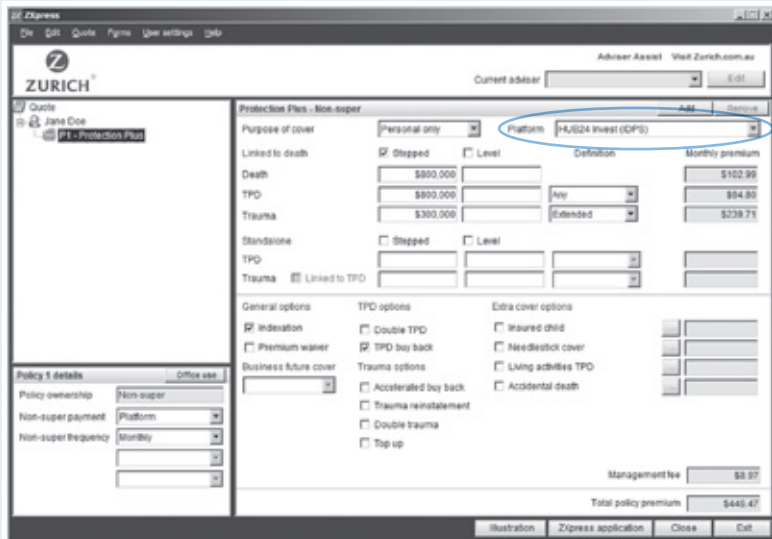 ZXpress
File Edit Quote Forms User settings Help
ZURICH®
Adviser Assist Visit Zurich.com.au
Current adviser Edit
Quote
Jane Doe
P1 - Protection Plus
Protection Plus - Non-super Add Remove
Purpose of cover Personal only Platform HUB24 Invest (IDPS)
Linked to death Stepped Level Definition Monthly premium
Death $800,000 $102.99
TPD $800,000 Any $94.80
Trauma $300,000 Extended $239.71
Standalone Stepped Level
TPD
Trauma Linked to TPD
General options TPD options Extra cover options
Indexation Double TPD Insured child
Premium waiver TPD buy back Needlestick cover
Business future cover Trauma options Living activities TPD
Accelerated buy back Accidental death
Trauma reinstatement
Double trauma
Top up
Policy 1 details Office use
Policy ownership Non-super
Non-super payment Platform
Non-super frequency Monthly
Management fee $8.97
Total policy premium $446.47
Illustration ZXpress application Close Exit